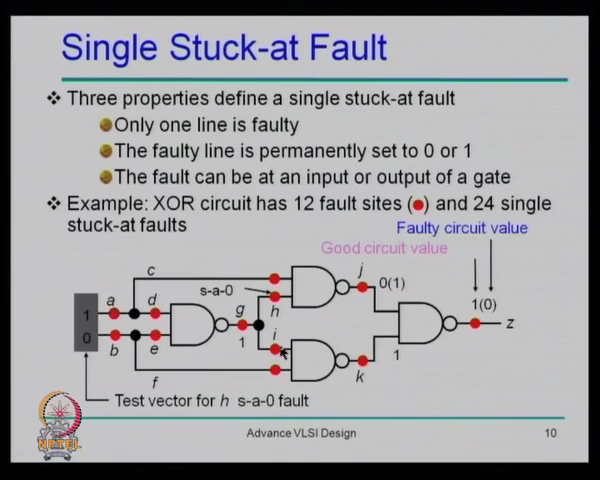 Single Stuck-at Fault
Three properties define a single stuck-at fault
Only one line is faulty
The faulty line is permanently set to 0 or 1
The fault can be at an input or output of a gate
Example: XOR circuit has 12 fault sites ( ) and 24 single
stuck-at faults
Faulty circuit value
Good circuit value
c
j
s-a-0
0(1)
a
d
g
h
1(0)
1
z
0
1
i
b
e
1
k
f
Test vector for h s-a-0 fault
NPTEL
Advance VLSI Design
10